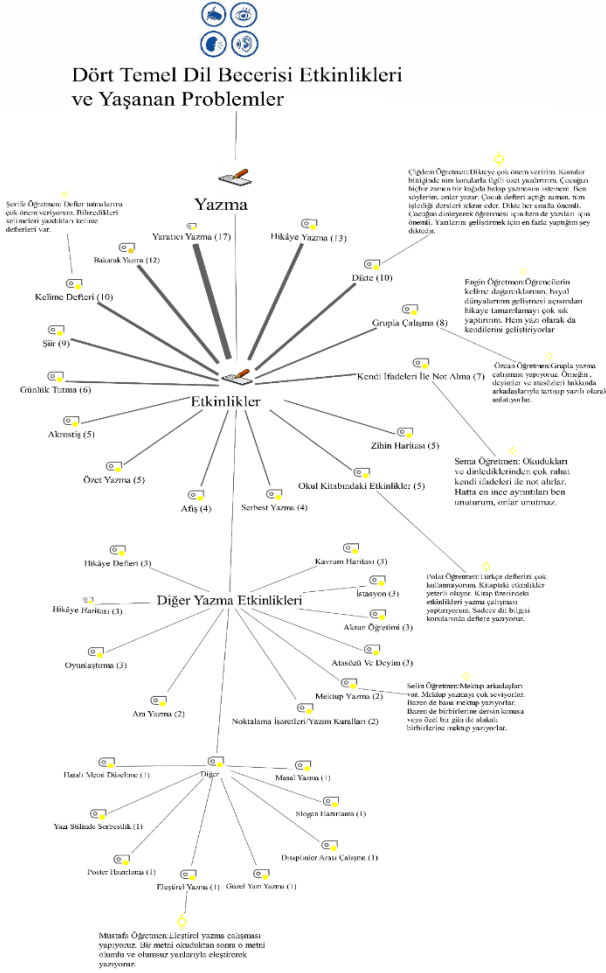 Dört Temel Dil Becerisi Etkinlikleri
ve Yaşanan Problemler
Yazma
Çiğdem Öğretmen:Dikteye çok önem veririm. Konular
bittiğinde tüm konularla ilgili özet yazdırırım. Çocuğun
hiçbir zaman bir kağıda bakıp yazmasını istemem. Ben
söylerim, onlar yazar. Çocuk defteri açtığı zaman, tüm
işlediği dersleri tekrar eder. Dikte her sınıfta önemli.
Çocuğun dinleyerek öğrenmesi için hem de yazıları için
önemli. Yazılarını geliştirmek için en fazla yaptığım şey
diktedir.
Şerife Öğretmen: Defter tutmalarına
çok önem veriyorum. Bilmedikleri
kelimeleri yazdıkları kelime
defterleri var.
Yaratıcı Yazma (17)
Hikâye Yazma (13)
Bakarak Yazma (12)
Dikte (10)
Kelime Defteri (10)
Engin Öğretmen:Öğrencilerin
kelime dağarcıklarının, hayal
dünyalarının gelişmesi açısından
hikaye tamamlamayı çok sık
yaptırırım. Hem yazı olarak da
kendilerini geliştiriyorlar
Grupla Çalışma (8)
Şiir (9)
Özcan Öğretmen:Grupla yazma
çalışması yapıyoruz. Örneğin ,
deyimler ve atasözleri hakkında
arkadaşlarıyla tartışıp yazılı olarak
anlatıyorlar.
Kendi İfadeleri İle Not Alma (7)
Günlük Tutma (6)
Etkinlikler
Akrostiş (5)
Zihin Haritası (5)
Sema Öğretmen: Okudukları
ve dinlediklerinden çok rahat
kendi ifadeleri ile not alırlar.
Hatta en ince ayrıntıları ben
unuturum, onlar unutmaz.
Özet Yazma (5)
Okul Kitabındaki Etkinlikler (5)
Afiş (4)
Serbest Yazma (4)
Hikâye Defteri (3)
Kavram Haritası (3)
Polat Öğretmen:Türkçe defterini çok
kullanmıyorum. Kitaptaki etkinlikler
yeterli oluyor. Kitap üzerindeki
etkinlikleri yazma çalışması
yaptırıyorum. Sadece dil bilgisi
konularında deftere yazıyoruz.
İstasyon (3)
Hikâye Haritası (3)
Diğer Yazma Etkinlikleri
Akran Öğretimi (3)
Oyunlaştırma (3)
Atasözü Ve Deyim (3)
Selin Öğretmen:Mektup arkadaşları
var. Mektup yazmayı çok seviyorlar.
Bazen de bana mektup yazıyorlar.
Bazen de birbirlerine dersin konusu
veya özel bir gün ile alakalı
birbirlerine mektup yazıyorlar.
Mektup Yazma (2)
Anı Yazma (2)
Noktalama İşaretleri/Yazım Kuralları (2)
Hatalı Metni Düzeltme (1)
Diğer
Masal Yazma (1)
Slogan Hazırlama (1)
Yazı Stilinde Serbestlik (1)
Disiplinler Arası Çalışma (1)
Poster Hazırlama (1)
Eleştirel Yazma (1)
Güzel Yazı Yazma (1)
Mustafa Öğretmen:Eleştirel yazma çalışması
yapıyoruz. Bir metni okuduktan sonra o metni
olumlu ve olumsuz yanlarıyla eleştirerek
yazıyoruz.